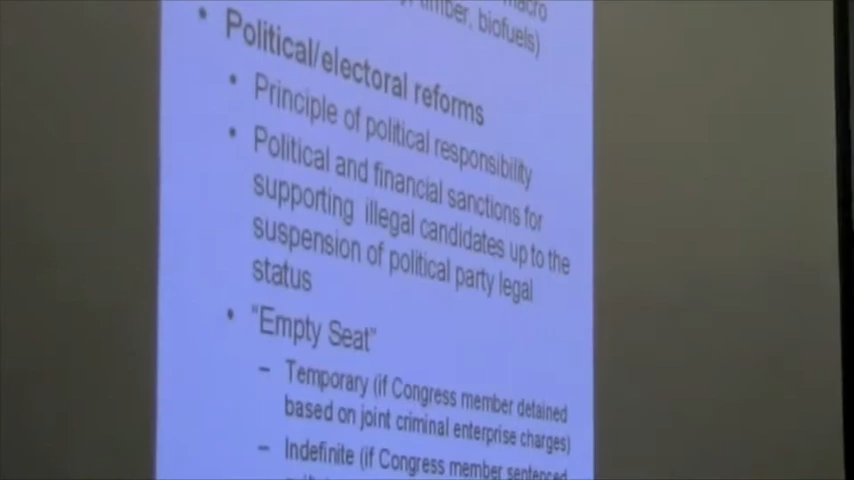 macro
timber, biofuels)
• Political/electoral reforms
• Principle of political responsibility
• Political and financial sanctions for
supporting illegal candidates up to the
suspension of political party legal
status
• "Empty Seat"
– Temporary (if Congress member detained
based on joint criminal enterprise charges)
– Indefinite (if Congress member sentenced